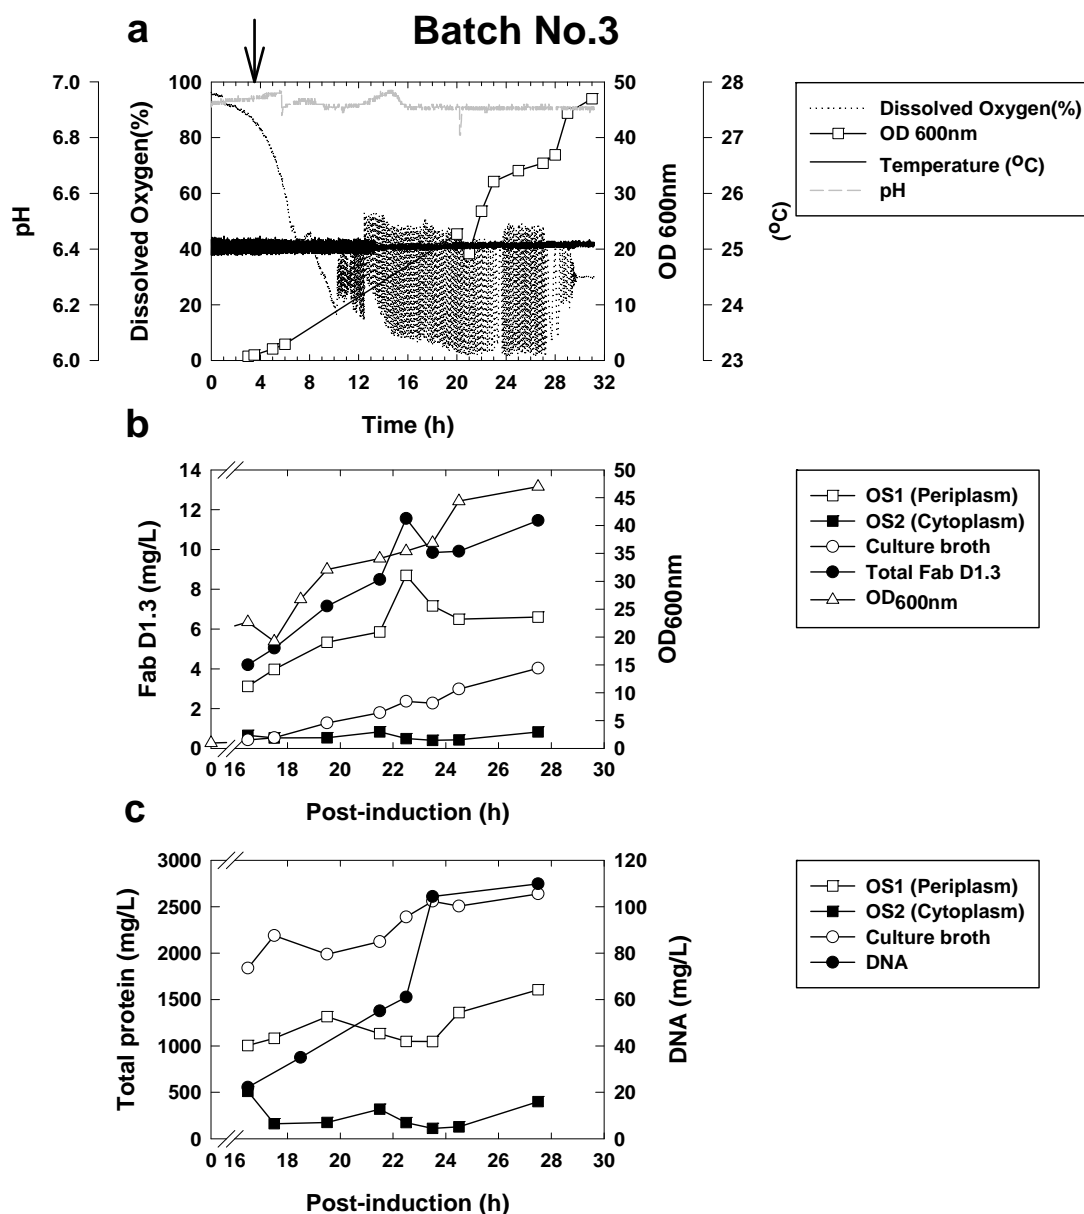 a
Batch No.3
pH
7.0
6.8
6.6
6.4
6.2
6.0
Dissolved Oxygen(%)
100
80
60
40
20
0
0 4 8 12 16 20 24 28 32
Time (h)
50
40
30
20
10
0
OD 600nm
28
27
26
25
24
23
(ºC)
Dissolved Oxygen(%)
OD 600nm
Temperature (ºC)
pH
b
Fab D1.3 (mg/L)
14
12
10
8
6
4
2
0
0 16 18 20 22 24 26 28 30
Post-induction (h)
50
45
40
35
30
25
20
15
10
5
0
OD600nm
OS1 (Periplasm)
OS2 (Cytoplasm)
Culture broth
Total Fab D1.3
OD600nm
c
Total protein (mg/L)
3000
2500
2000
1500
1000
500
0
0 16 18 20 22 24 26 28 30
Post-induction (h)
120
100
80
60
40
20
0
DNA (mg/L)
OS1 (Periplasm)
OS2 (Cytoplasm)
Culture broth
DNA